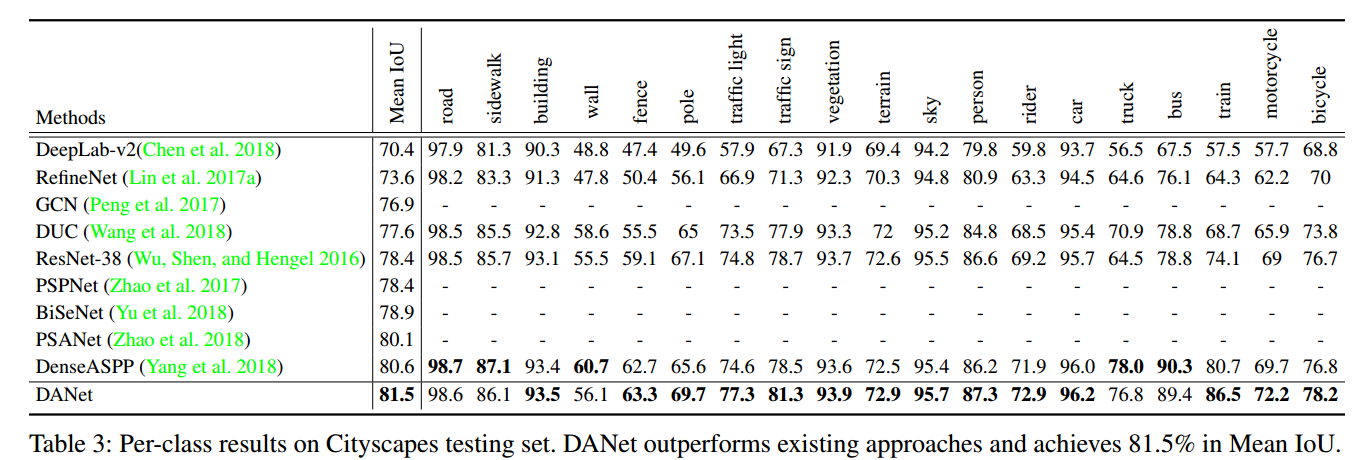 Methods Mean IoU road sidewalk building wall fence pole traffic light traffic sign vegetation terrain sky person rider car truck bus train motorcycle bicycle
DeepLab-v2(Chen et al. 2018) 70.4 97.9 81.3 90.3 48.8 47.4 49.6 57.9 67.3 91.9 69.4 94.2 79.8 59.8 93.7 56.5 67.5 57.5 57.7 68.8
RefineNet (Lin et al. 2017a) 73.6 98.2 83.3 91.3 47.8 50.4 56.1 66.9 71.3 92.3 70.3 94.8 80.9 63.3 94.5 64.6 76.1 64.3 62.2 70
GCN (Peng et al. 2017) 76.9 - - - - - - - - - - - - - - - - - - -
DUC (Wang et al. 2018) 77.6 98.5 85.5 92.8 58.6 55.5 65 73.5 77.9 93.3 72 95.2 84.8 68.5 95.4 70.9 78.8 68.7 65.9 73.8
ResNet-38 (Wu, Shen, and Hengel 2016) 78.4 98.5 85.7 93.1 55.5 59.1 67.1 74.8 78.7 93.7 72.6 95.5 86.6 69.2 95.7 64.5 78.8 74.1 69 76.7
PSPNet (Zhao et al. 2017) 78.4 - - - - - - - - - - - - - - - - - - -
BiSeNet (Yu et al. 2018) 78.9 - - - - - - - - - - - - - - - - - - -
PSANet (Zhao et al. 2018) 80.1 - - - - - - - - - - - - - - - - - - -
DenseASPP (Yang et al. 2018) 80.6 98.7 87.1 93.4 60.7 62.7 65.6 74.6 78.5 93.6 72.5 95.4 86.2 71.9 96.0 78.0 90.3 80.7 69.7 76.8
DANet 81.5 98.6 86.1 93.5 56.1 63.3 69.7 77.3 81.3 93.9 72.9 95.7 87.3 72.9 96.2 76.8 89.4 86.5 72.2 78.2
Table 3: Per-class results on Cityscapes testing set. DANet outperforms existing approaches and achieves 81.5% in Mean IoU.